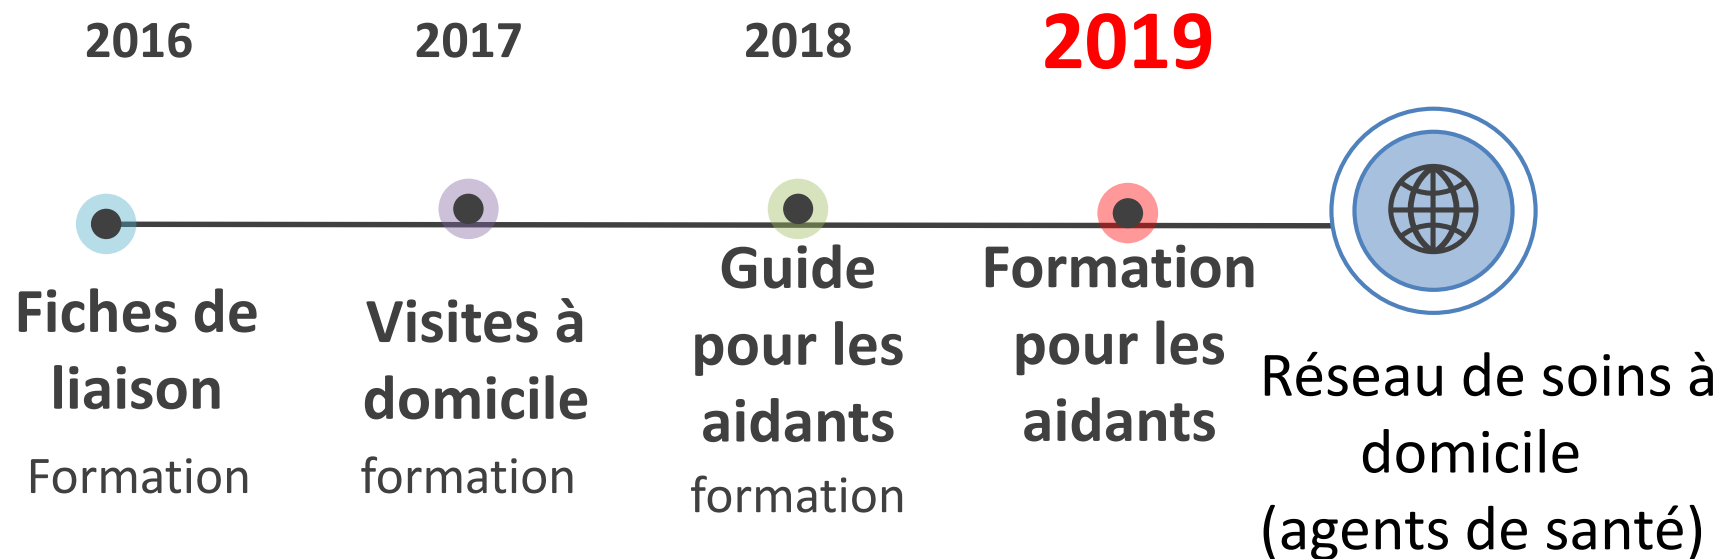 2016
Fiches de
liaison
Formation
2017
Visites à
domicile
formation
2018
Guide
pour les
aidants
formation
2019
Formation
pour les
aidants
Réseau de soins à
domicile
(agents de santé)